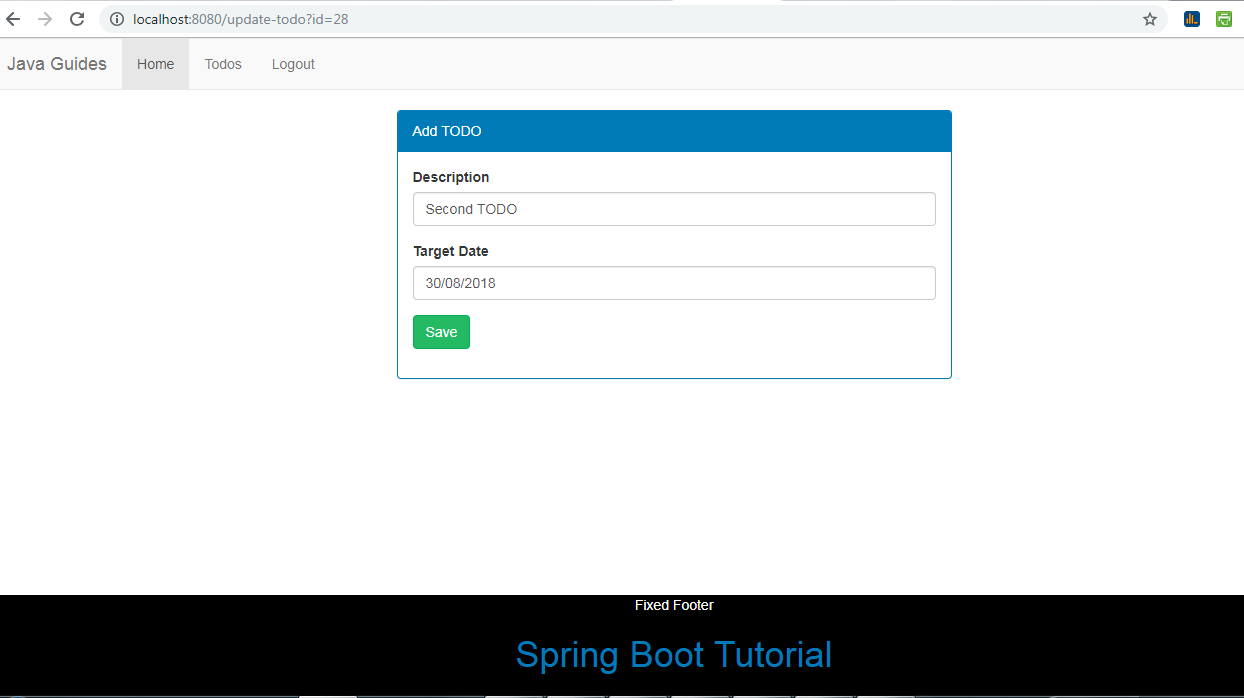 localhost:8080/update-todo?id=28
Java Guides Home Todos Logout
Add TODO
Description
Second TODO
Target Date
30/08/2018
Save
Fixed Footer
Spring Boot Tutorial